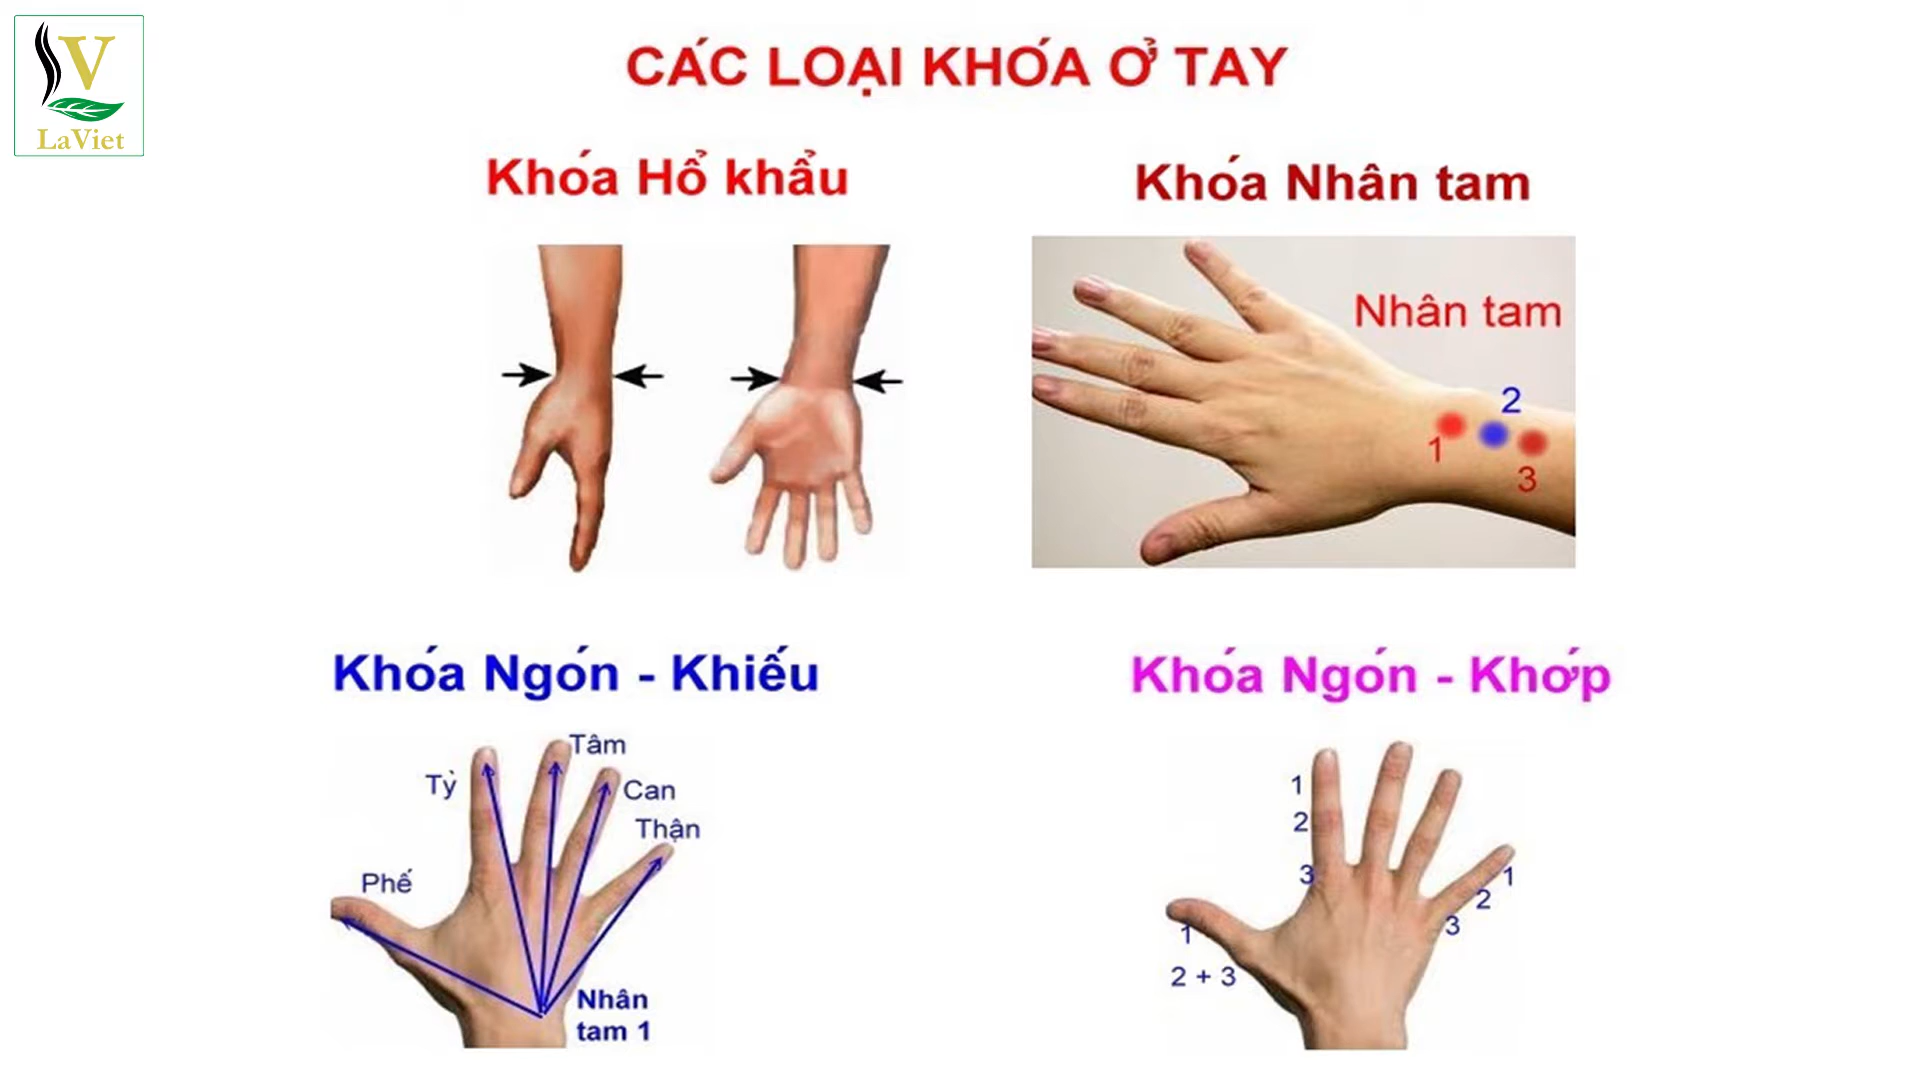 V
LaViet
CÁC LOẠI KHÓA Ở TAY
Khóa Hổ khẩu
Khóa Nhân tam
Nhân tam
2
1
3
Khóa Ngón - Khiếu
Tâm
Tỳ
Can
Thận
Phế
Nhân
tam 1
Khóa Ngón - Khớp
1
2
3
1
2
3
1
2 + 3